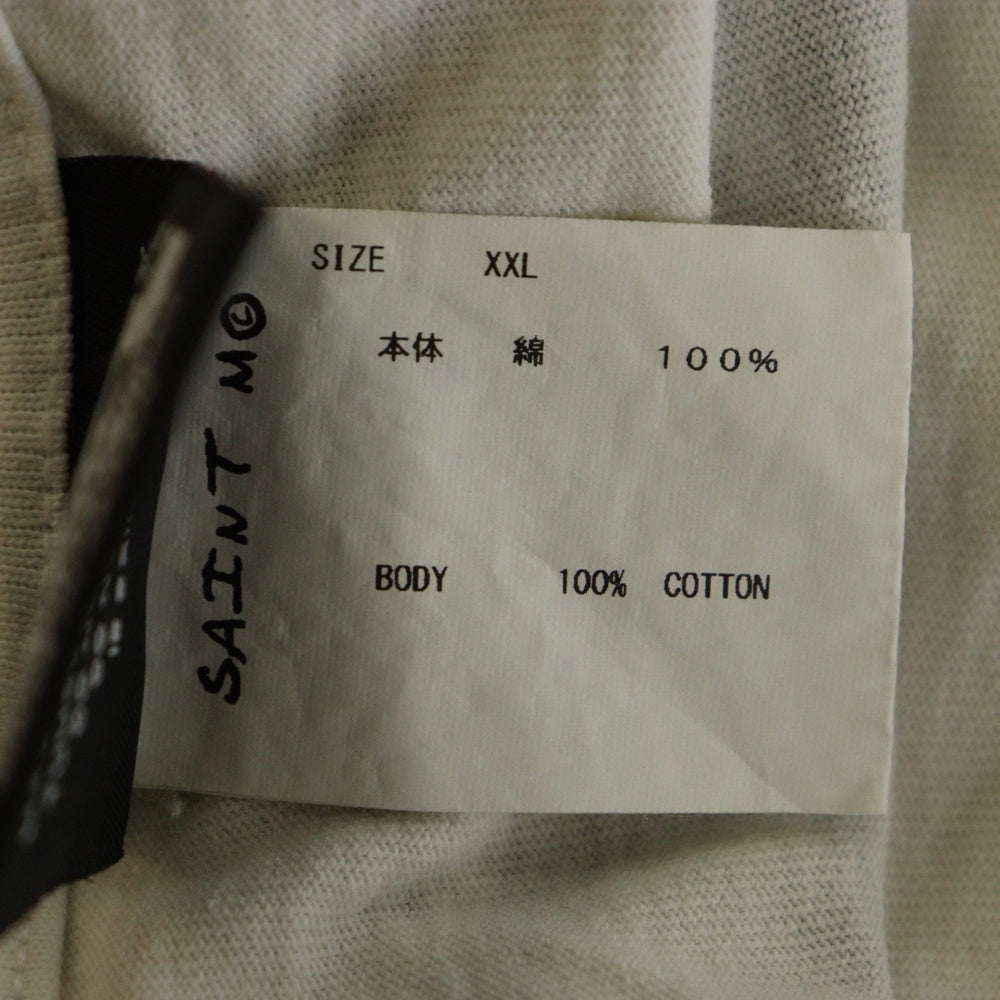 SIZE XXL
本体 綿 １００％
BODY 100% COTTON
SAINT M©